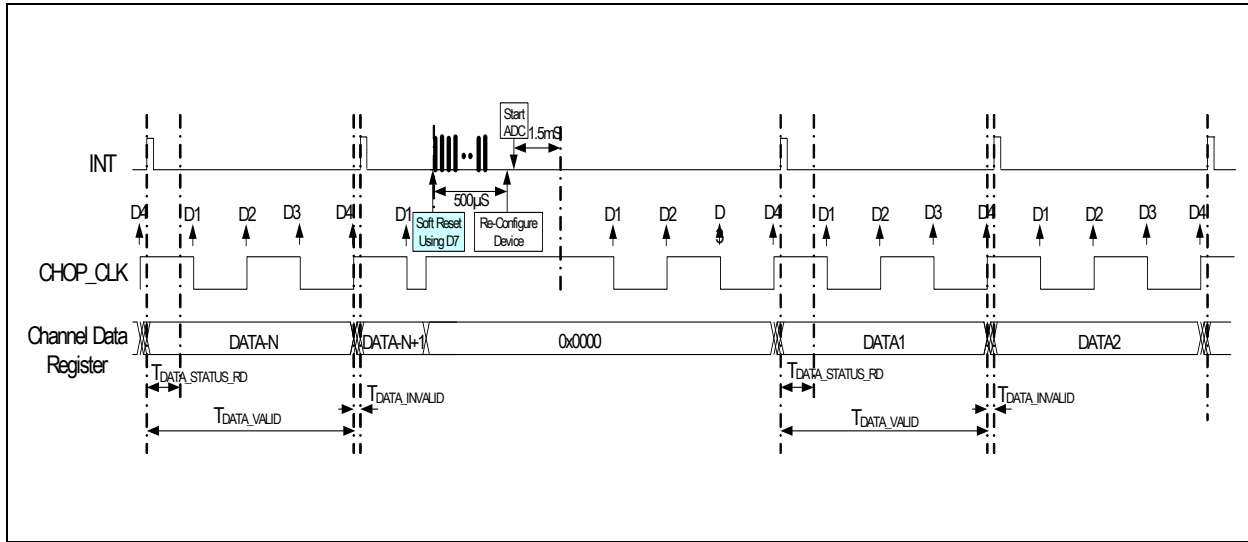 Start
ADC
1.5mS
INT
500µS
D4 D1 D2 D3 D4 D1 Soft Reset Using D7 Re-Configure Device D1 D2 D 3 D4 D1 D2 D3 D4 D1 D2 D3 D4
CHOP_CLK
Channel Data
Register
DATA-N DATA-N+1 0x0000 DATA1 DATA2
TDATA_STATUS_RD TDATA_STATUS_RD
TDATA_INVALID TDATA_INVALID
TDATA_VALID TDATA_VALID